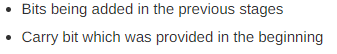 • Bits being added in the previous stages
• Carry bit which was provided in the beginning